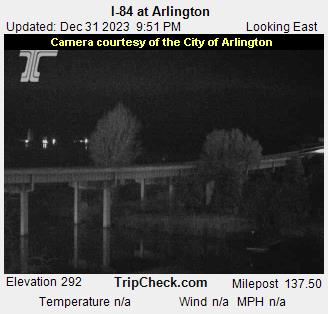 I-84 at Arlington
Updated: Dec 31 2023 9:51 PM Looking East
Camera courtesy of the City of Arlington
Elevation 292 TripCheck.com Milepost 137.50
Temperature n/a Wind n/a MPH n/a